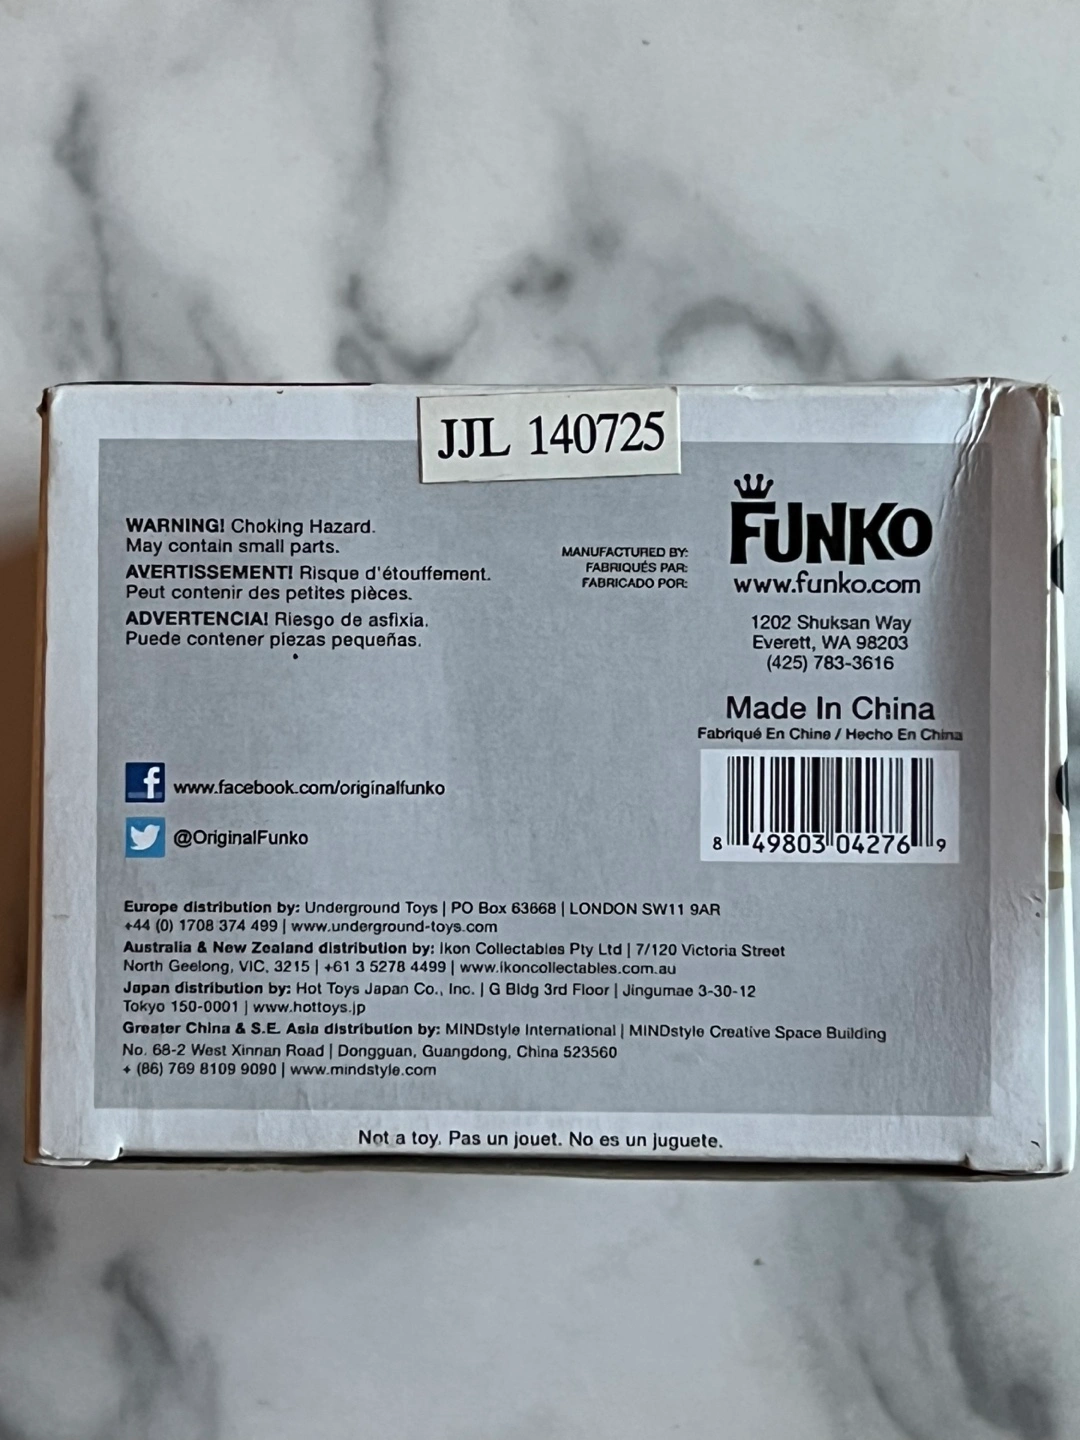 JJL 140725
WARNING! Choking Hazard.
May contain small parts.
AVERTISSEMENT! Risque d'étouffement.
Peut contenir des petites pièces.
ADVERTENCIA! Riesgo de asfixia.
Puede contener piezas pequeñas.
MANUFACTURED BY:
FABRIQUÉS PAR:
FABRICADO POR:
FUNKO
www.funko.com
1202 Shuksan Way
Everett, WA 98203
(425) 783-3616
Made In China
Fabriqué En Chine / Hecho En China
8 49803 04276 9
f www.facebook.com/originalfunko
@OriginalFunko
Europe distribution by: Underground Toys | PO Box 63668 | LONDON SW11 9AR
+44 (0) 1708 374 499 | www.underground-toys.com
Australia & New Zealand distribution by: Ikon Collectables Pty Ltd | 7/120 Victoria Street
North Geelong, VIC, 3215 | +61 3 5278 4499 | www.ikoncollectables.com.au
Japan distribution by: Hot Toys Japan Co., Inc. | G Bldg 3rd Floor | Jingumae 3-30-12
Tokyo 150-0001 | www.hottoys.jp
Greater China & S.E. Asia distribution by: MINDstyle International | MINDstyle Creative Space Building
No. 68-2 West Xinnan Road | Dongguan, Guangdong, China 523560
+ (86) 769 8109 9090 | www.mindstyle.com
Not a toy. Pas un jouet. No es un juguete.